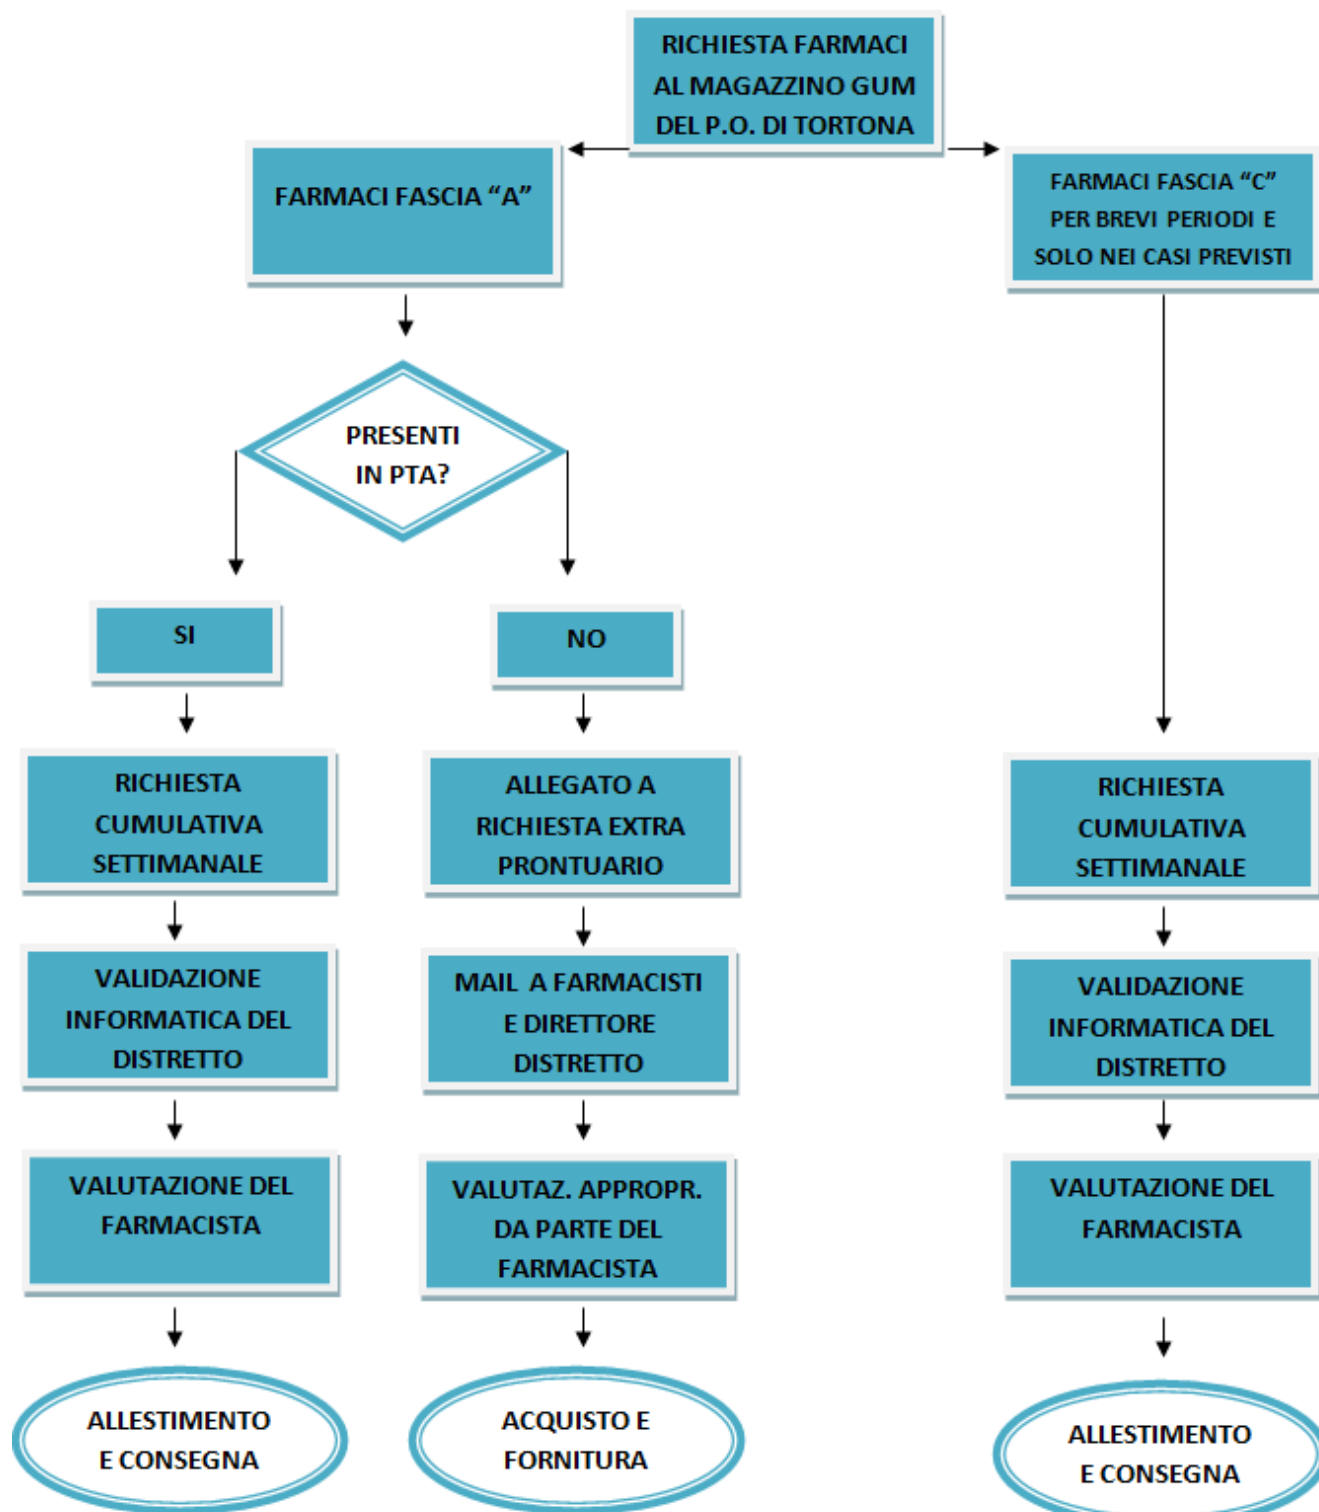 RICHIESTA FARMACI
AL MAGAZZINO GUM
DEL P.O. DI TORTONA
FARMACI FASCIA “A”
FARMACI FASCIA “C”
PER BREVI PERIODI E
SOLO NEI CASI PREVISTI
PRESENTI
IN PTA?
SI
NO
RICHIESTA
CUMULATIVA
SETTIMANALE
VALIDAZIONE
INFORMATICA DEL
DISTRETTO
VALUTAZIONE DEL
FARMACISTA
ALLESTIMENTO
E CONSEGNA
ALLEGATO A
RICHIESTA EXTRA
PRONTUARIO
MAIL A FARMACISTI
E DIRETTORE
DISTRETTO
VALUTAZ. APPROPR.
DA PARTE DEL
FARMACISTA
ACQUISTO E
FORNITURA
RICHIESTA
CUMULATIVA
SETTIMANALE
VALIDAZIONE
INFORMATICA DEL
DISTRETTO
VALUTAZIONE DEL
FARMACISTA
ALLESTIMENTO
E CONSEGNA